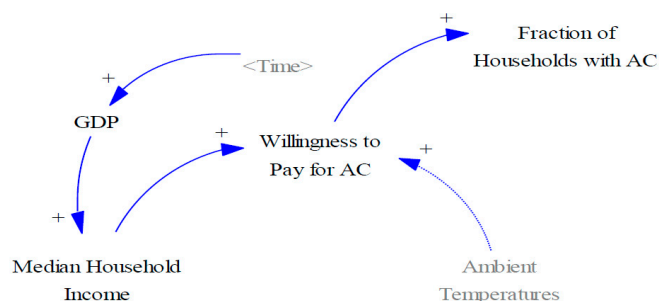 +
Fraction of
Households with AC
<Time>
+
GDP
+
Willingness to
Pay for AC
+
+
Median Household
Income
Ambient
Temperatures